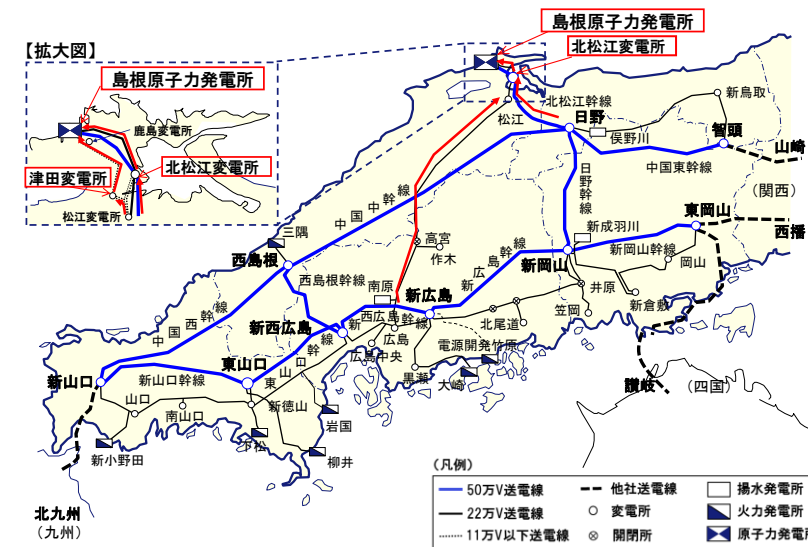 【拡大図】
島根原子力発電所
鹿島変電所
北松江変電所
津田変電所
松江変電所
島根原子力発電所
北松江変電所
北松江幹線
松江
日野
俣野川
新鳥取
智頭
山崎
中国東幹線
（関西）
日野幹線
中国中幹線
東岡山
西播
新成羽川
新岡山幹線
岡山
新岡山
井原
新倉敷
笠岡
三隅
西島根
西島根幹線
高宮
作木
南原
新広島
新広島幹線
北尾道
新西広島
新西広島幹線
広島
広島中央
電源開発竹原
黒瀬
大崎
中国西幹線
新山口
新山口幹線
東山口
東山口幹線
山口
南山口
新徳山
岩国
下松
柳井
新小野田
北九州
（九州）
讃岐
（四国）
（凡例）
50万V送電線
22万V送電線
11万V以下送電線
他社送電線
変電所
開閉所
揚水発電所
火力発電所
原子力発電所